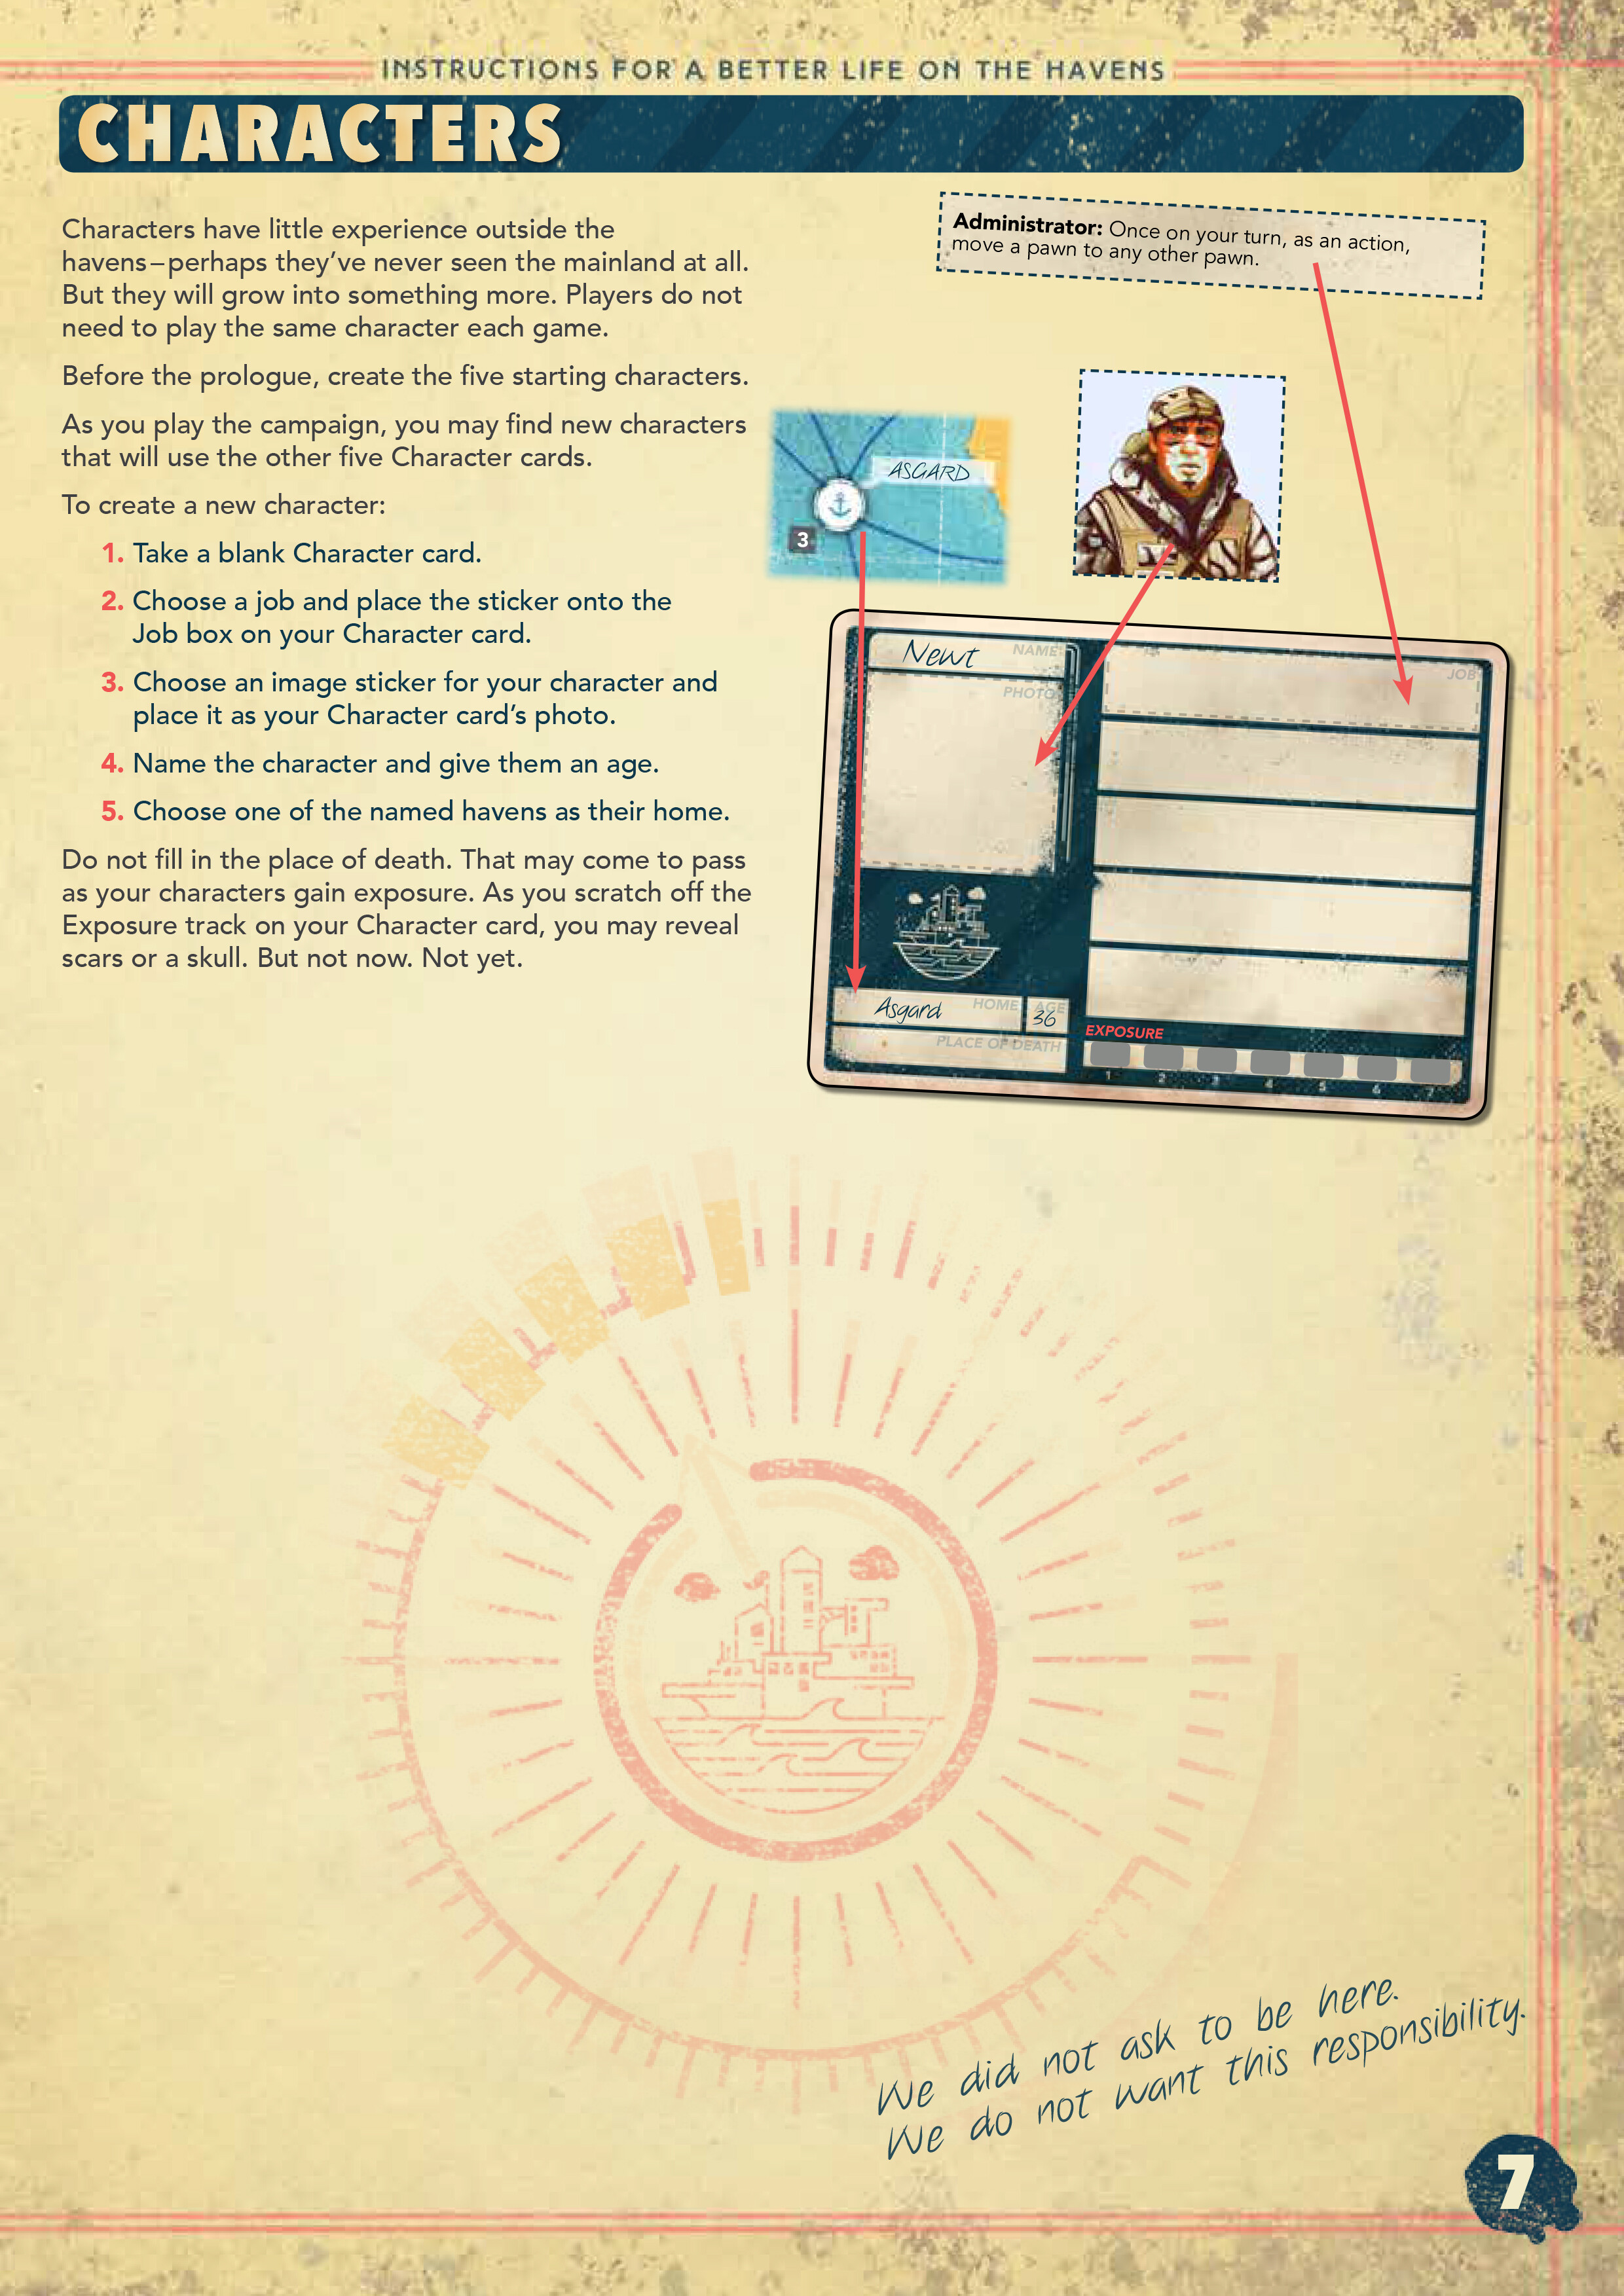 INSTRUCTIONS FOR A BETTER LIFE ON THE HAVENS
CHARACTERS
Characters have little experience outside the
havens–perhaps they've never seen the mainland at all.
But they will grow into something more. Players do not
need to play the same character each game.
Before the prologue, create the five starting characters.
As you play the campaign, you may find new characters
that will use the other five Character cards.
To create a new character:
1. Take a blank Character card.
2. Choose a job and place the sticker onto the
Job box on your Character card.
3. Choose an image sticker for your character and
place it as your Character card's photo.
4. Name the character and give them an age.
5. Choose one of the named havens as their home.
Do not fill in the place of death. That may come to pass
as your characters gain exposure. As you scratch off the
Exposure track on your Character card, you may reveal
scars or a skull. But not now. Not yet.
Administrator: Once on your turn, as an action,
move a pawn to any other pawn.
ASGARD
3
Newt NAME
PHOTO
JOB
Asgard HOME AGE
36
PLACE OF DEATH
EXPOSURE
1 2 3 4 5 6 7
We did not ask to be here.
We do not want this responsibility.
7